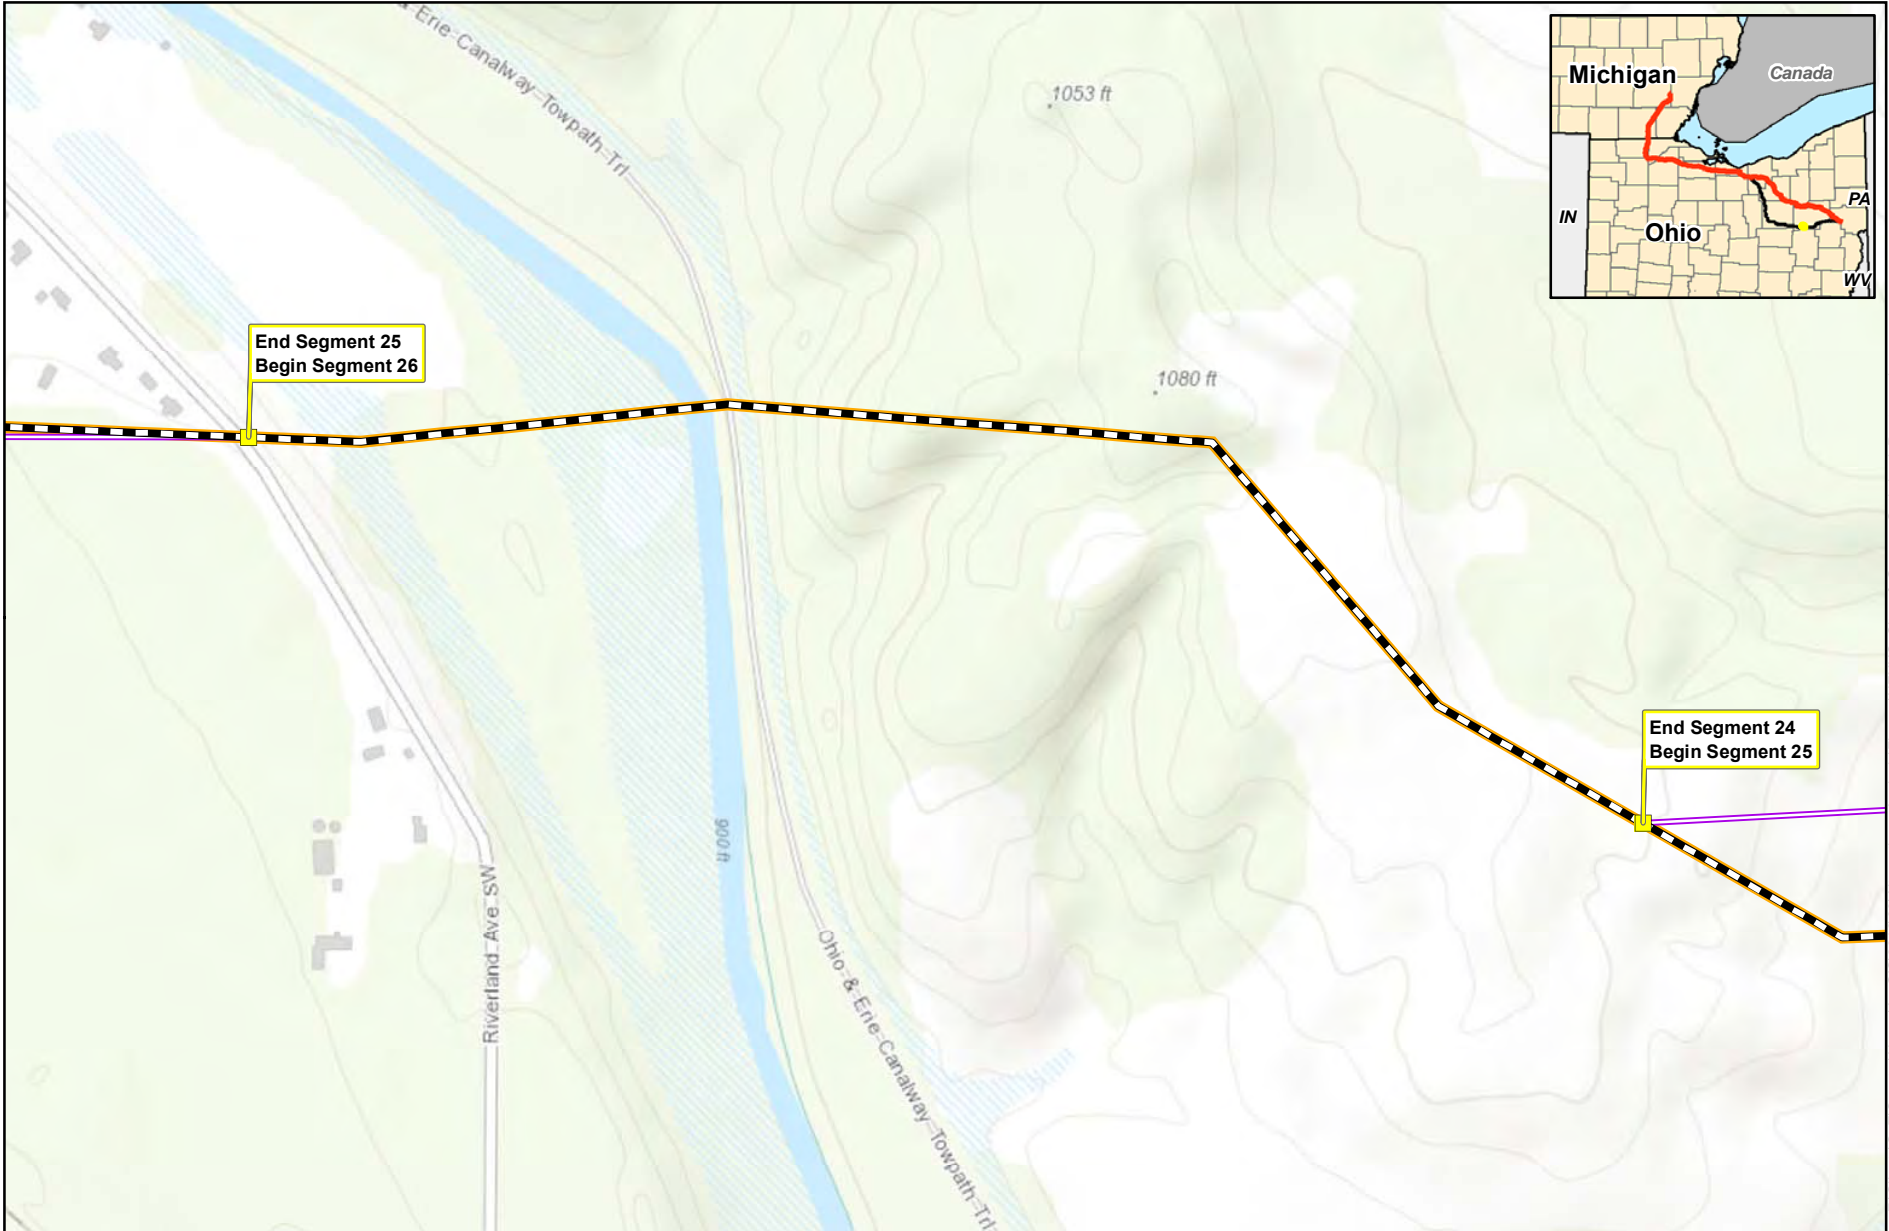 & Erie-Canalway-Towpath-Trl
1053 ft
Michigan
Canada
IN
Ohio
PA
WV
End Segment 25
Begin Segment 26
1080 ft
End Segment 24
Begin Segment 25
900 ft
Riverland Ave SW
Ohio-&-Erie-Canalway-Towpath-Trl